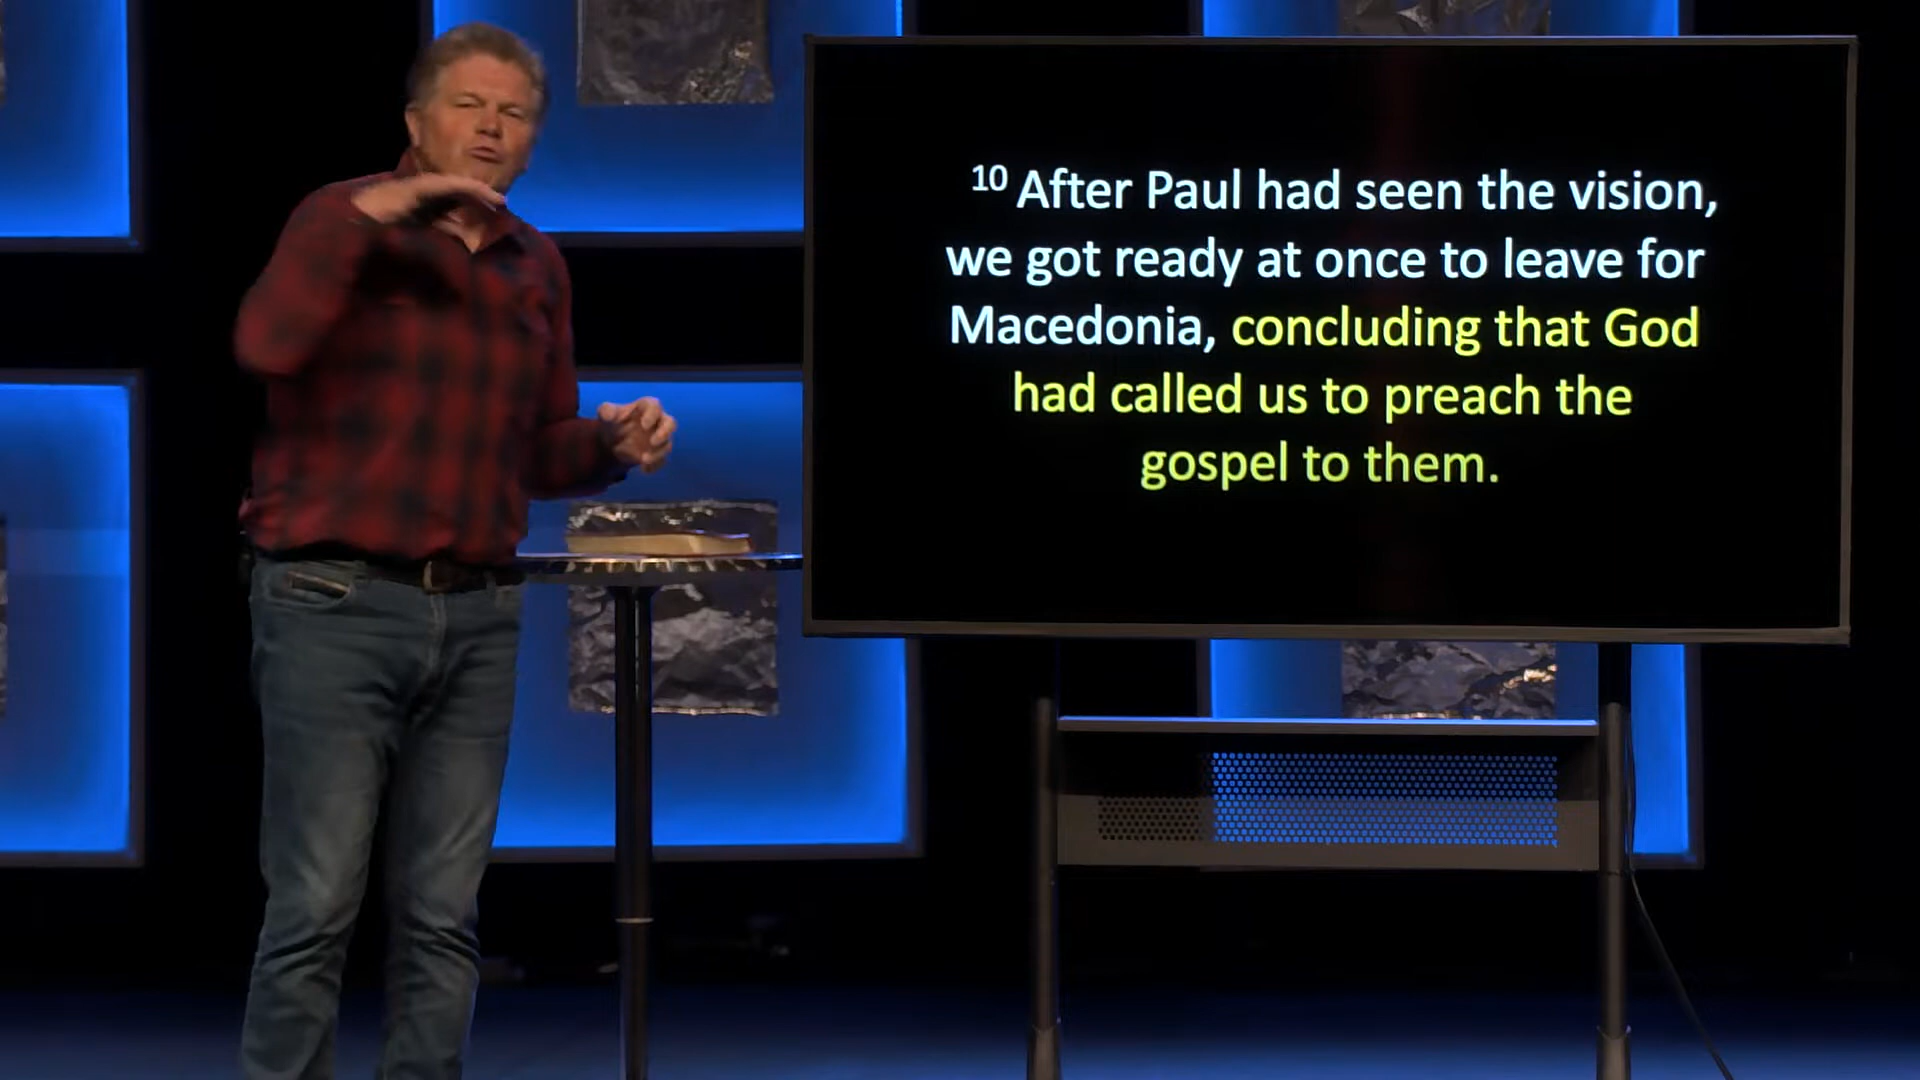 10 After Paul had seen the vision,
we got ready at once to leave for
Macedonia, concluding that God
had called us to preach the
gospel to them.